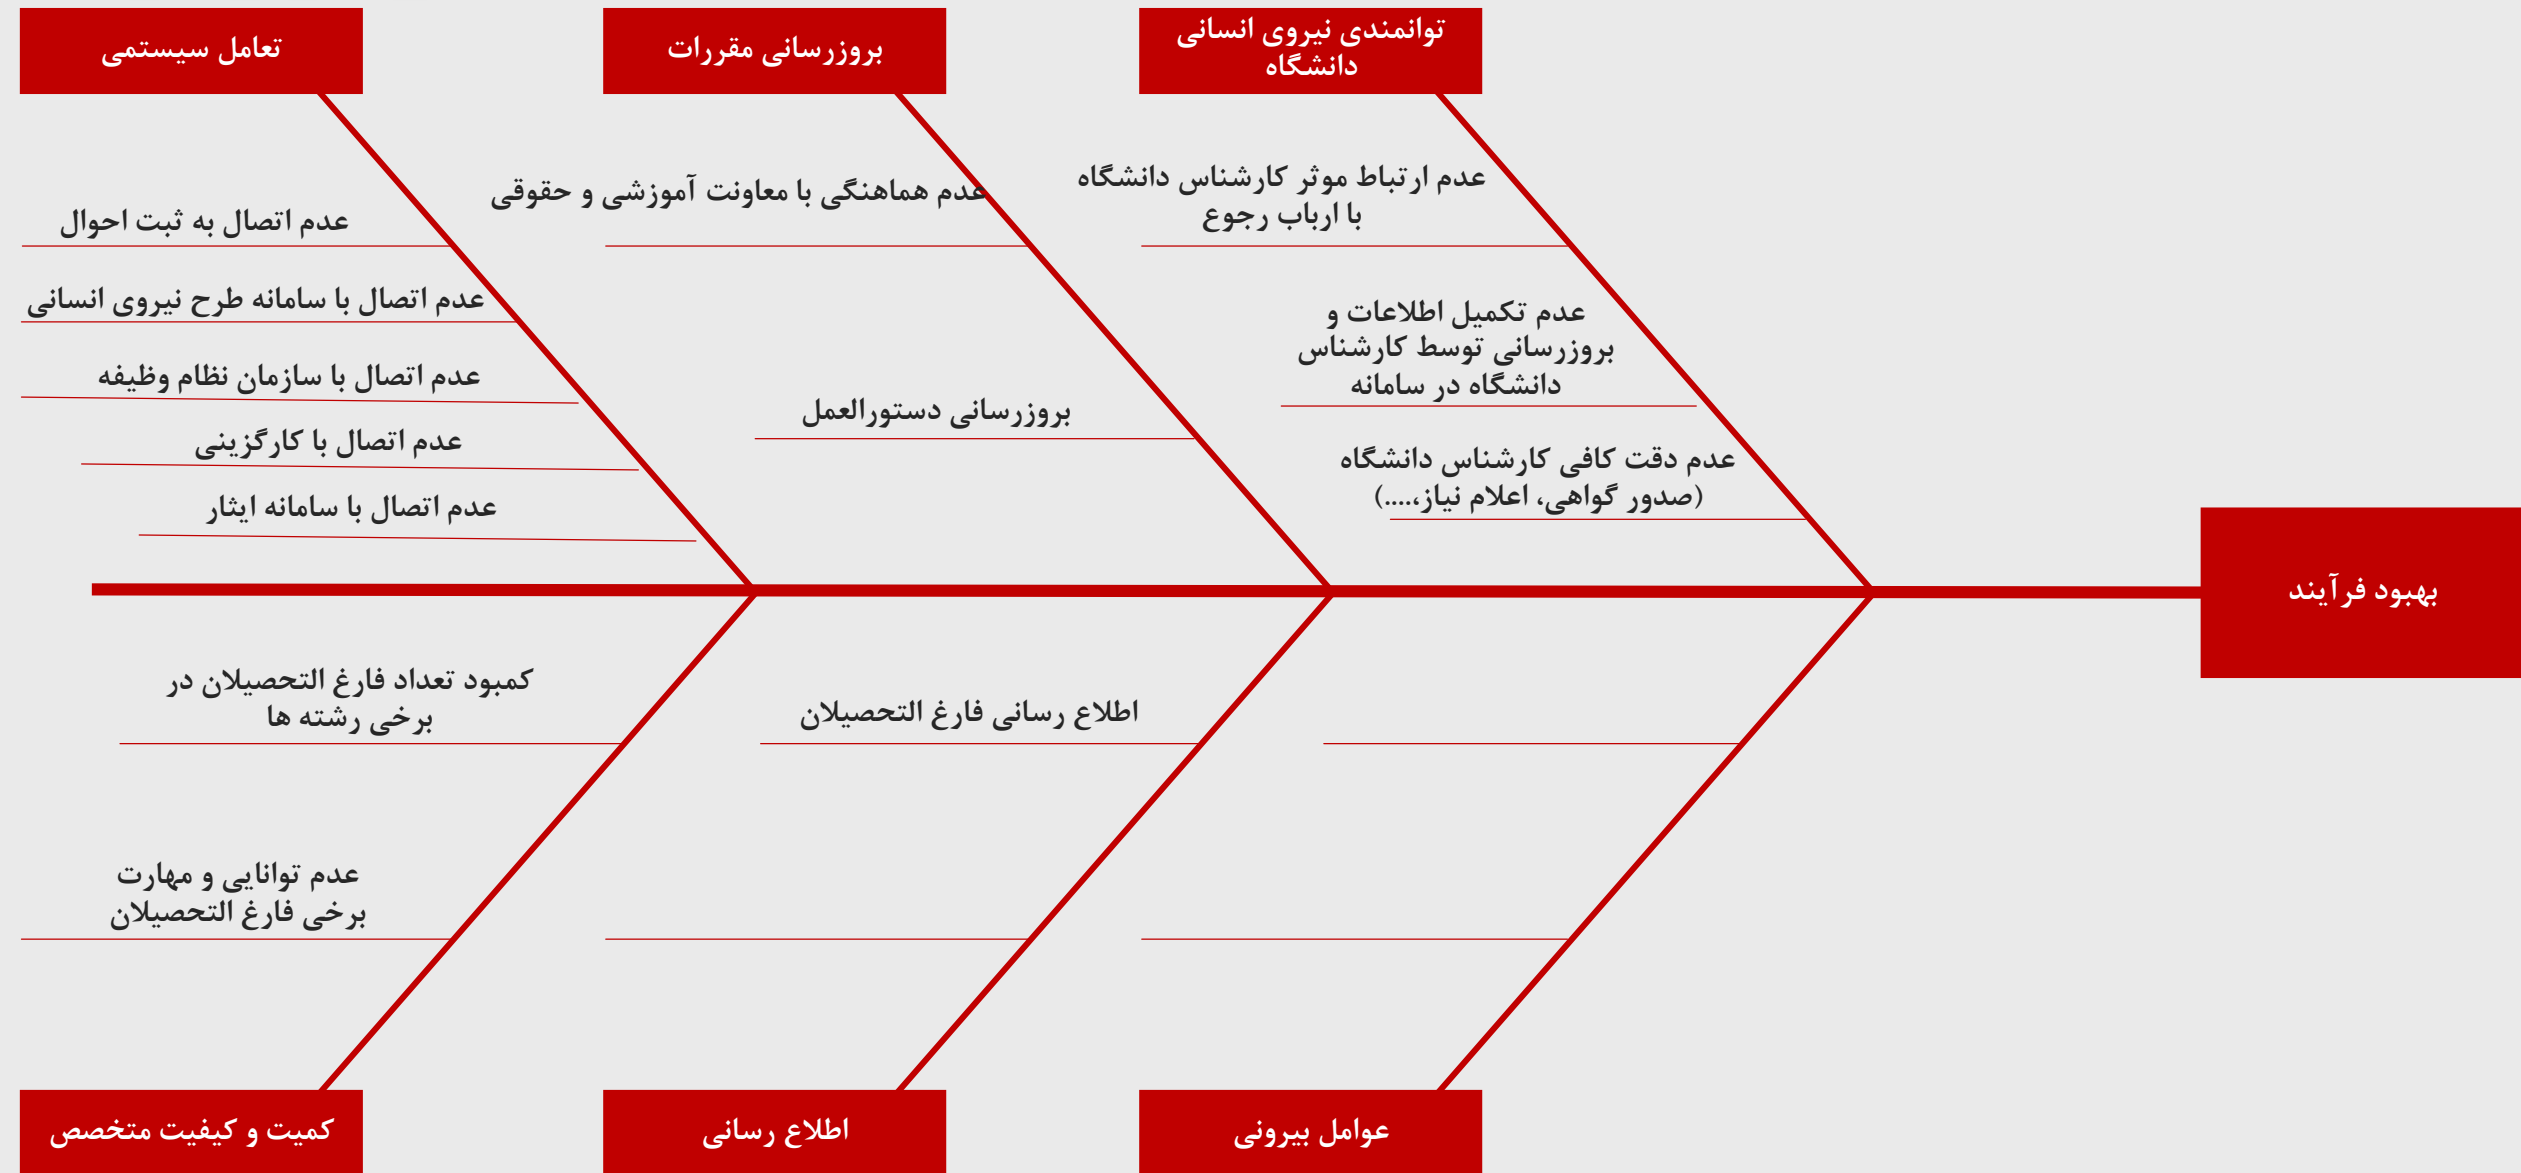 توانمندی نیروی انسانی
دانشگاه
بروزرسانی مقررات
تعامل سیستمی
عدم ارتباط موثر کارشناس دانشگاه
با ارباب رجوع
عدم تکمیل اطلاعات و
بروزرسانی توسط کارشناس
دانشگاه در سامانه
عدم دقت کافی کارشناس دانشگاه
(صدور گواهی، اعلام نیاز،....)
عدم هماهنگی با معاونت آموزشی و حقوقی
بروزرسانی دستورالعمل
عدم اتصال به ثبت احوال
عدم اتصال با سامانه طرح نیروی انسانی
عدم اتصال با سازمان نظام وظیفه
عدم اتصال با کارگزینی
عدم اتصال با سامانه ایثار
بهبود فرآیند
اطلاع رسانی فارغ التحصیلان
کمبود تعداد فارغ التحصیلان در
برخی رشته ها
عدم توانایی و مهارت
برخی فارغ التحصیلان
عوامل بیرونی
اطلاع رسانی
کمیت و کیفیت متخصص